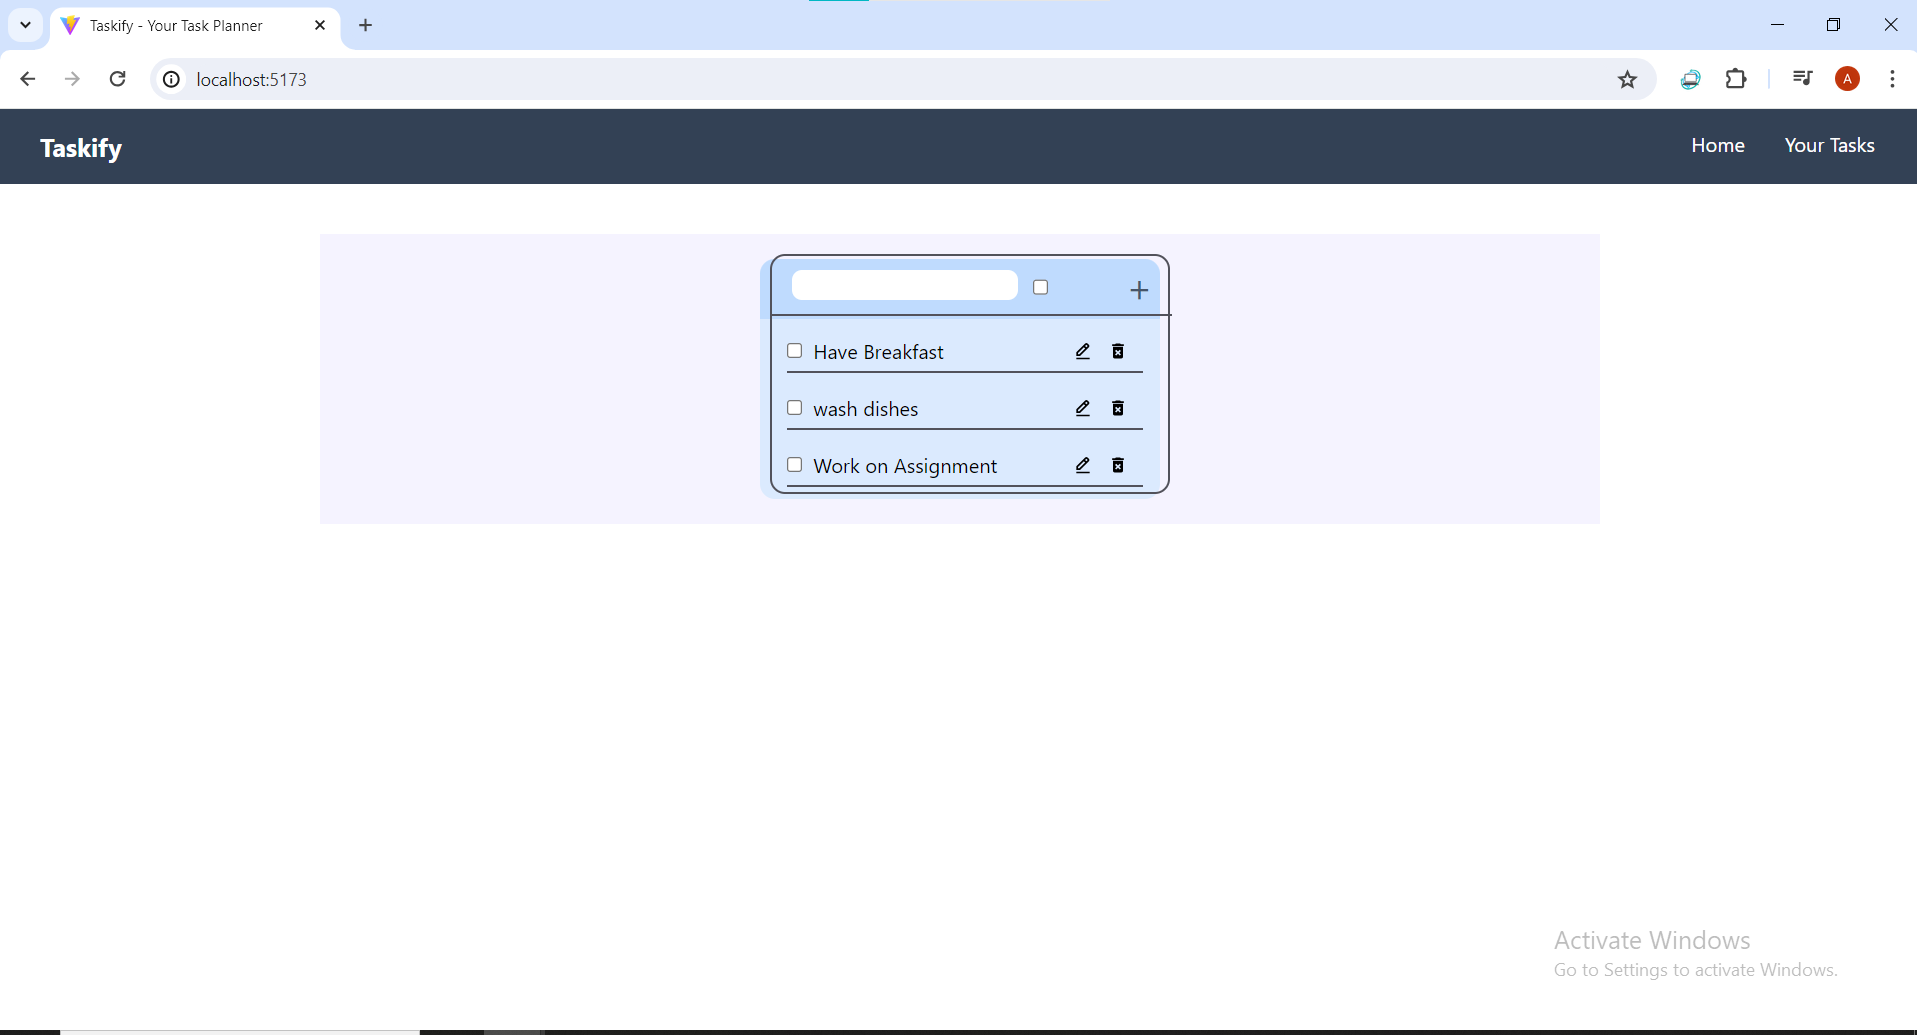 Taskify - Your Task Planner
localhost:5173
A
Taskify
Home
Your Tasks
Have Breakfast
wash dishes
Work on Assignment
Activate Windows
Go to Settings to activate Windows.